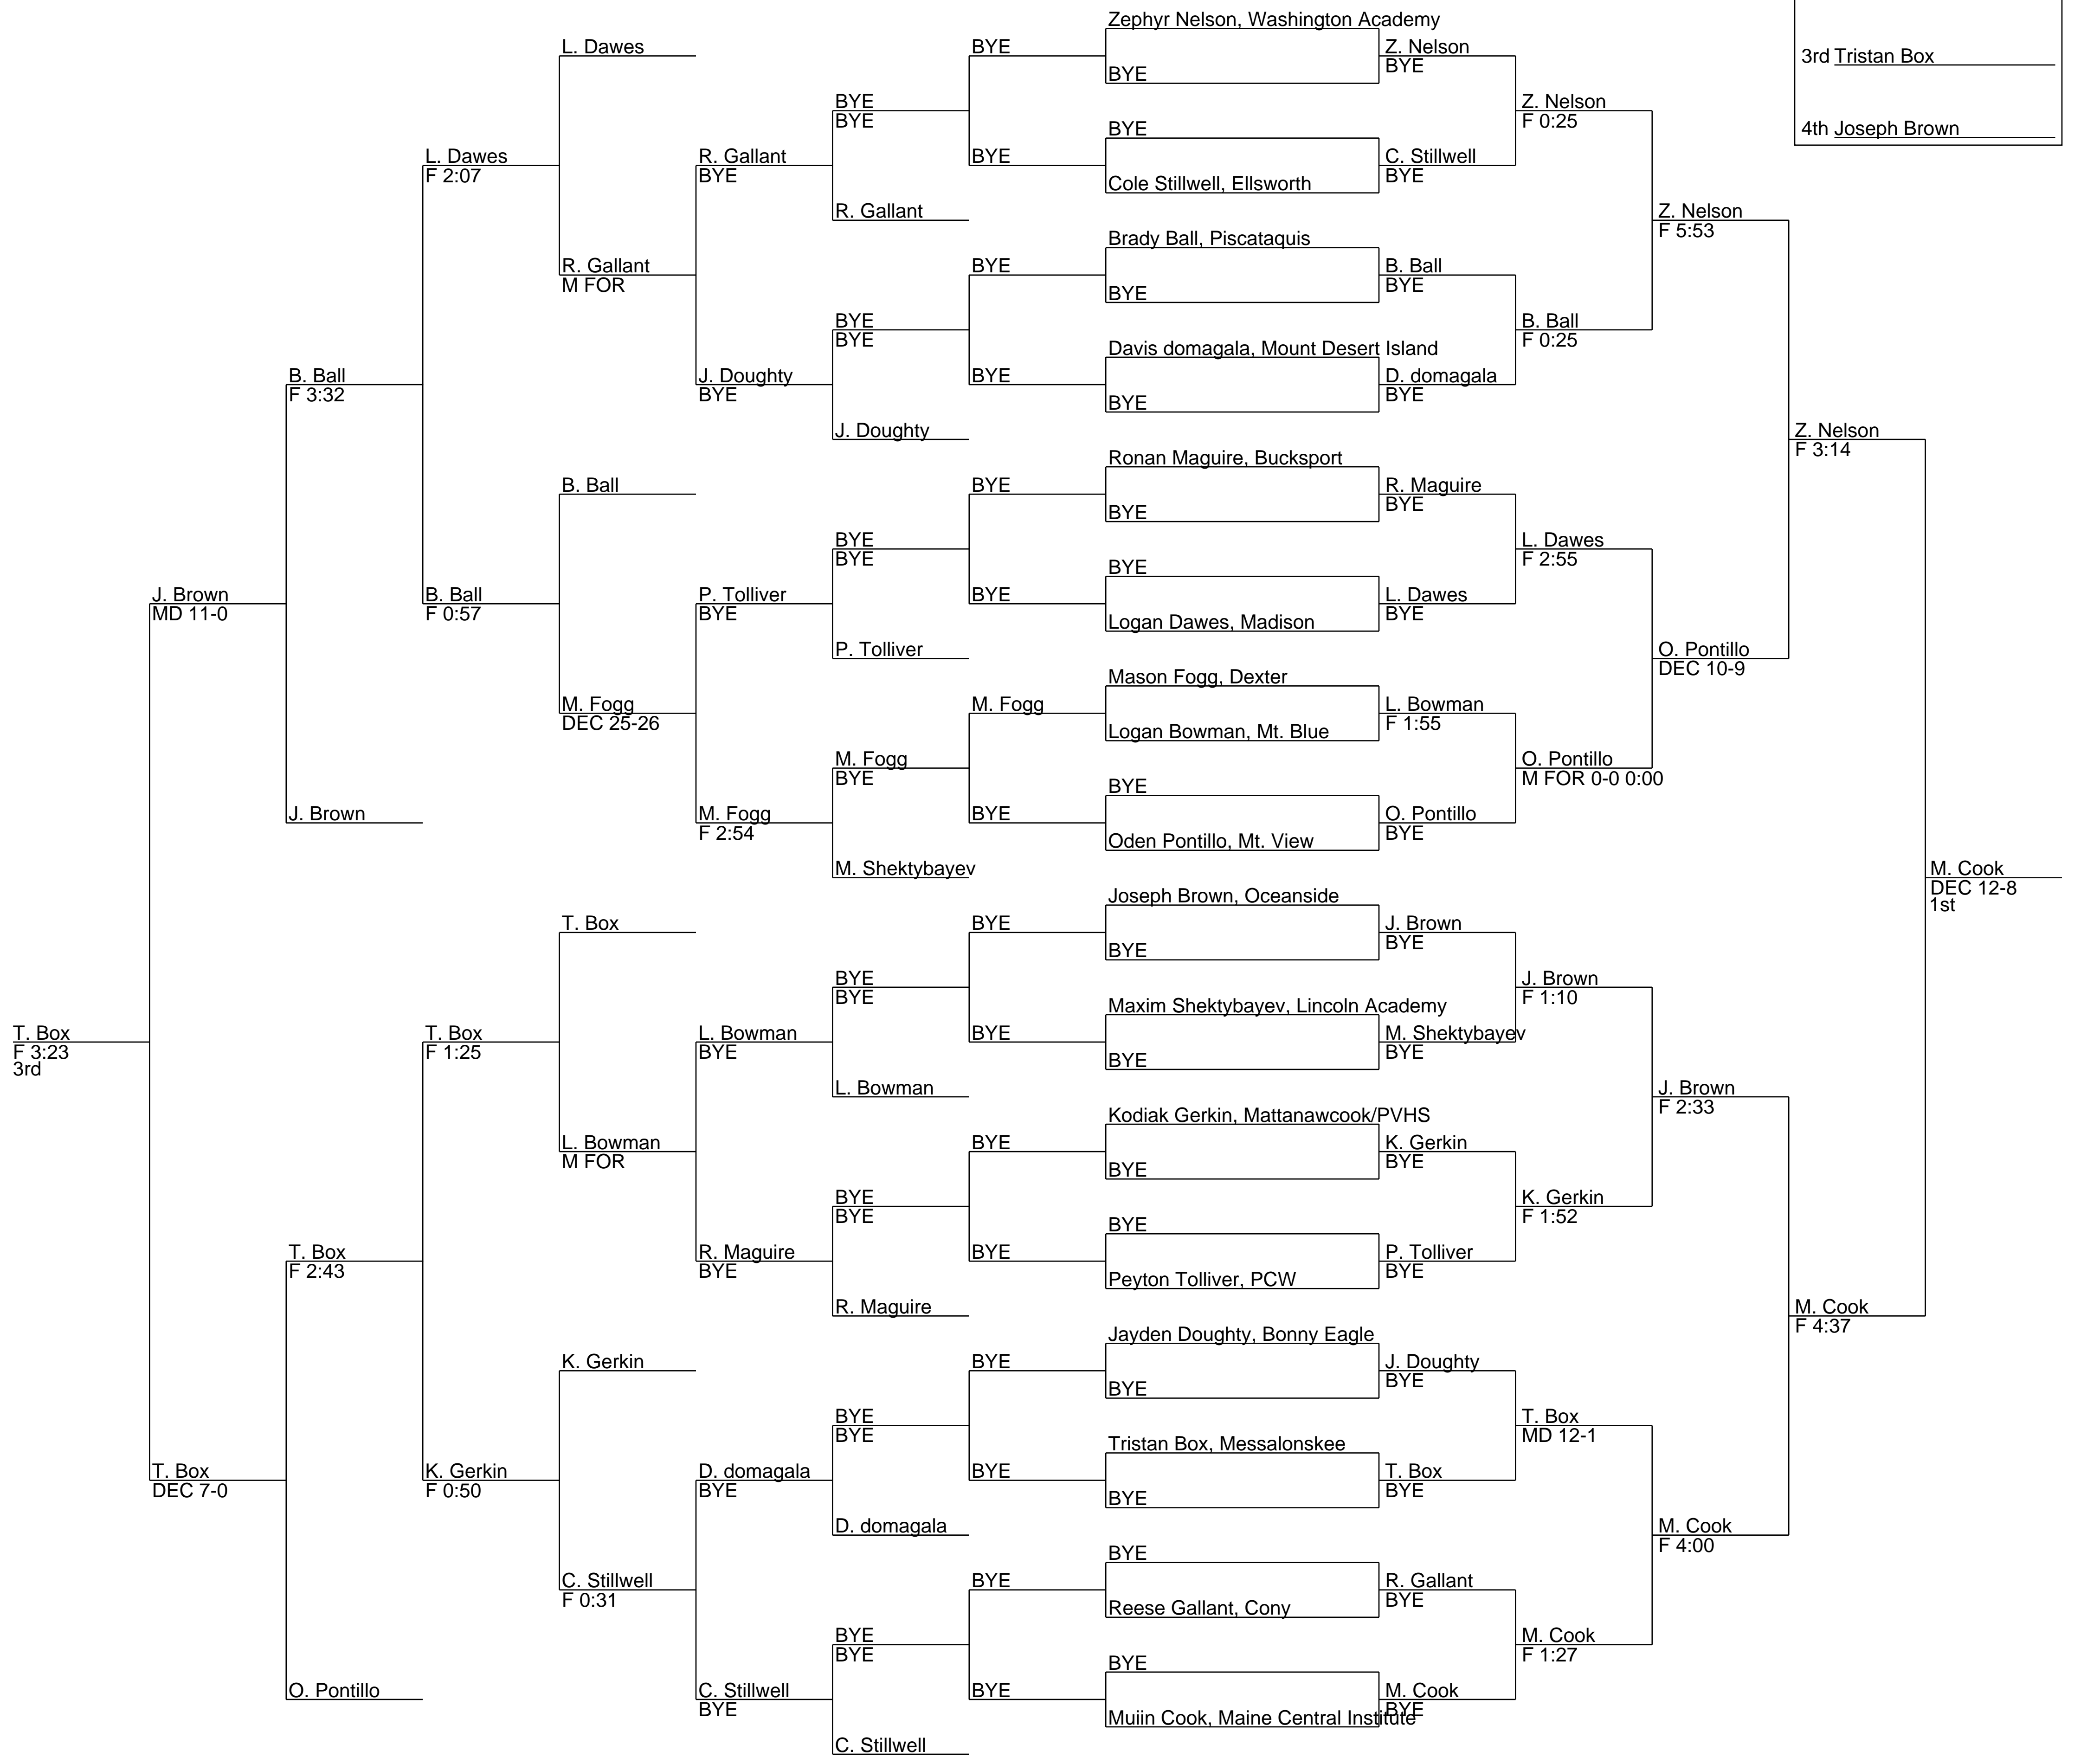 Zephyr Nelson, Washington Academy
L. Dawes
BYE
Z. Nelson
BYE
BYE
3rd Tristan Box
BYE
BYE
Z. Nelson
F 0:25
BYE
4th Joseph Brown
L. Dawes
F 2:07
R. Gallant
BYE
BYE
C. Stillwell
BYE
Cole Stillwell, Ellsworth
R. Gallant
Z. Nelson
F 5:53
Brady Ball, Piscataquis
R. Gallant
M FOR
BYE
B. Ball
BYE
BYE
BYE
BYE
B. Ball
F 0:25
Davis domagala, Mount Desert Island
B. Ball
F 3:32
J. Doughty
BYE
BYE
D. domagala
BYE
BYE
J. Doughty
Z. Nelson
F 3:14
Ronan Maguire, Bucksport
B. Ball
BYE
R. Maguire
BYE
BYE
BYE
BYE
L. Dawes
F 2:55
BYE
J. Brown
MD 11-0
B. Ball
F 0:57
P. Tolliver
BYE
BYE
L. Dawes
BYE
Logan Dawes, Madison
P. Tolliver
O. Pontillo
DEC 10-9
Mason Fogg, Dexter
M. Fogg
DEC 25-26
M. Fogg
L. Bowman
F 1:55
Logan Bowman, Mt. Blue
M. Fogg
BYE
O. Pontillo
M FOR 0-0 0:00
BYE
J. Brown
M. Fogg
F 2:54
BYE
O. Pontillo
BYE
Oden Pontillo, Mt. View
M. Shektybayev
M. Cook
DEC 12-8
1st
Joseph Brown, Oceanside
T. Box
BYE
J. Brown
BYE
BYE
BYE
BYE
J. Brown
F 1:10
Maxim Shektybayev, Lincoln Academy
T. Box
F 3:23
3rd
T. Box
F 1:25
L. Bowman
BYE
BYE
M. Shektybayev
BYE
BYE
L. Bowman
J. Brown
F 2:33
Kodiak Gerkin, Mattanawcook/PVHS
L. Bowman
M FOR
BYE
K. Gerkin
BYE
BYE
BYE
BYE
K. Gerkin
F 1:52
BYE
T. Box
F 2:43
R. Maguire
BYE
BYE
P. Tolliver
BYE
Peyton Tolliver, PCW
R. Maguire
M. Cook
F 4:37
Jayden Doughty, Bonny Eagle
K. Gerkin
BYE
J. Doughty
BYE
BYE
BYE
BYE
T. Box
MD 12-1
Tristan Box, Messalonskee
T. Box
DEC 7-0
K. Gerkin
F 0:50
D. domagala
BYE
BYE
T. Box
BYE
BYE
D. domagala
M. Cook
F 4:00
BYE
C. Stillwell
F 0:31
BYE
R. Gallant
BYE
Reese Gallant, Cony
BYE
BYE
M. Cook
F 1:27
BYE
O. Pontillo
C. Stillwell
BYE
BYE
M. Cook
BYE
Muiin Cook, Maine Central Institute
C. Stillwell